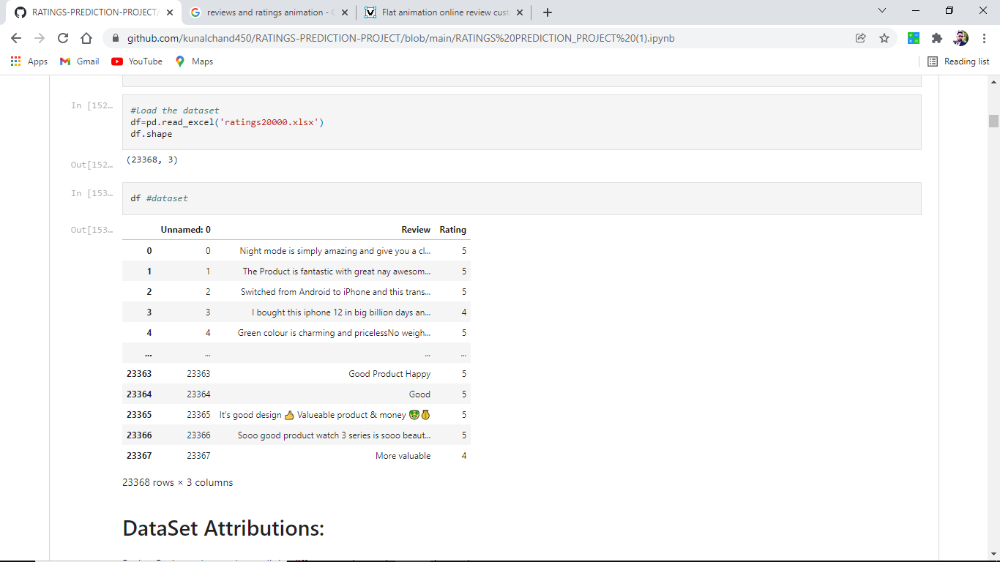 RATINGS-PREDICTION-PROJECT/
reviews and ratings animation - G
Flat animation online review cust
github.com/kunalchand450/RATINGS-PREDICTION-PROJECT/blob/main/RATINGS%20PREDICTION_PROJECT%20(1).ipynb
Apps Gmail YouTube Maps Reading list
In [152…
#load the dataset
df=pd.read_excel('ratings20000.xlsx')
df.shape
Out[152…
(23368, 3)
In [153…
df #dataset
Out[153…
Unnamed: 0 Review Rating
0 0 Night mode is simply amazing and give you a cl... 5
1 1 The Product is fantastic with great nay awesom... 5
2 2 Switched from Android to iPhone and this trans... 5
3 3 I bought this iphone 12 in big billion days an... 4
4 4 Green colour is charming and pricelessNo weigh... 5
... ... ... ...
23363 23363 Good Product Happy 5
23364 23364 Good 5
23365 23365 It's good design 👍 Valueable product & money 🤑💰 5
23366 23366 Sooo good product watch 3 series is sooo beaut... 5
23367 23367 More valuable 4
23368 rows × 3 columns
DataSet Attributions: